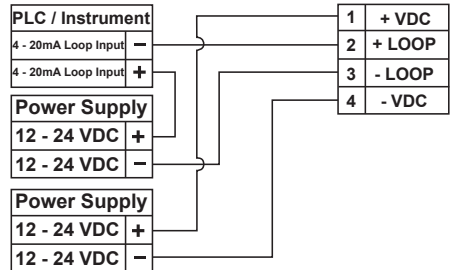 PLC / Instrument
4 - 20mA Loop Input −
4 - 20mA Loop Input +
Power Supply
12 - 24 VDC +
12 - 24 VDC −
Power Supply
12 - 24 VDC +
12 - 24 VDC −
1 + VDC
2 + LOOP
3 - LOOP
4 - VDC